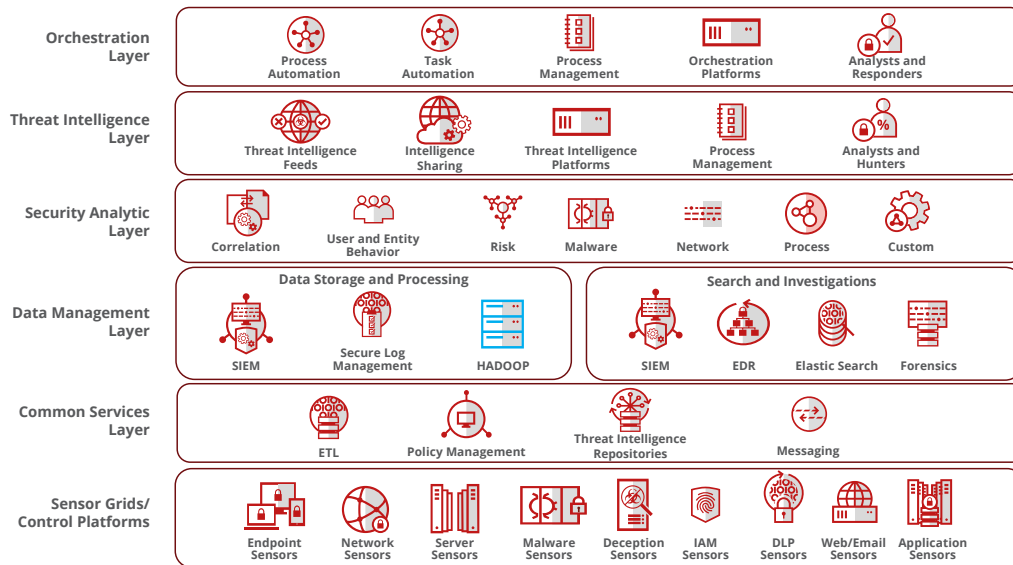 Orchestration
Layer
Process
Automation
Task
Automation
Process
Management
Orchestration
Platforms
Analysts and
Responders
Threat Intelligence
Layer
Threat Intelligence
Feeds
Intelligence
Sharing
Threat Intelligence
Platforms
Process
Management
%
Analysts and
Hunters
Security Analytic
Layer
Correlation
User and Entity
Behavior
Risk
Malware
Network
Process
Custom
Data Management
Layer
Data Storage and Processing
SIEM
Secure Log
Management
HADOOP
Search and Investigations
SIEM
EDR
Elastic Search
Forensics
Common Services
Layer
ETL
Policy Management
Threat Intelligence
Repositories
Messaging
Sensor Grids/
Control Platforms
Endpoint
Sensors
Network
Sensors
Server
Sensors
Malware
Sensors
Deception
Sensors
IAM
Sensors
DLP
Sensors
Web/Email
Sensors
Application
Sensors